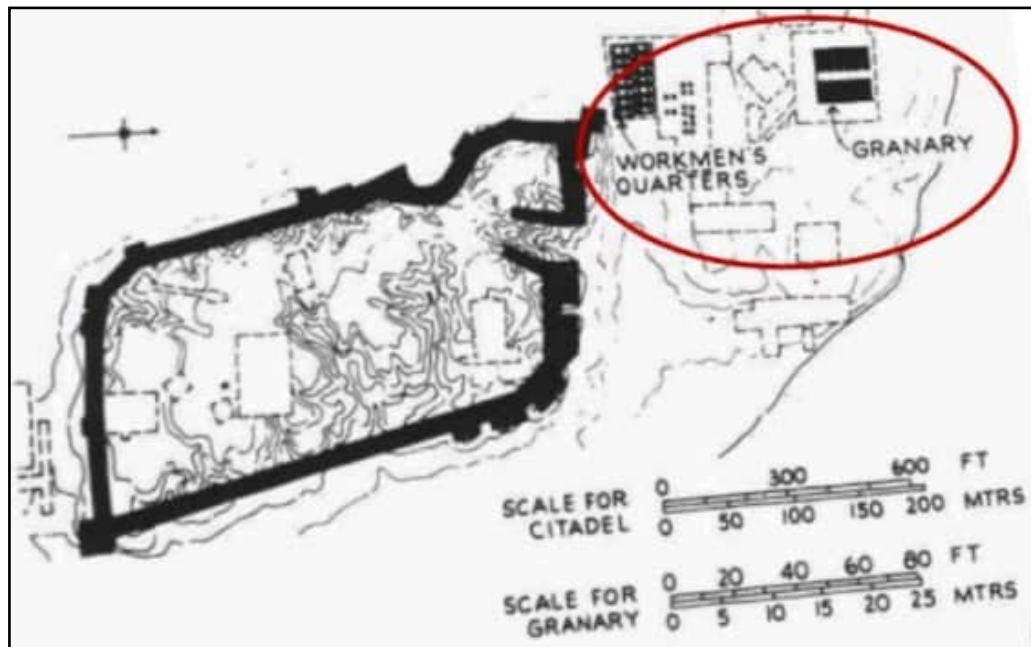 WORKMEN'S
QUARTERS
GRANARY
0 300 600 FT
SCALE FOR
CITADEL
0 50 100 150 200 MTRS
0 20 40 60 80 FT
SCALE FOR
GRANARY
0 5 10 15 20 25 MTRS